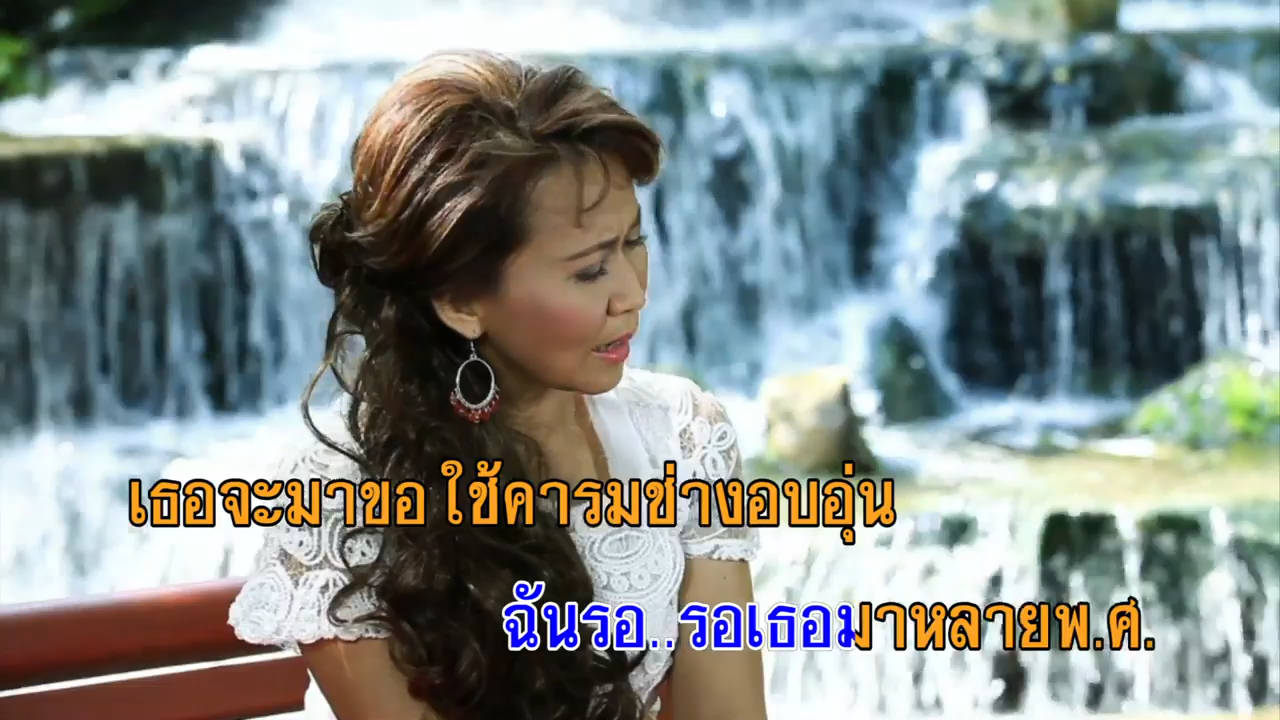 เธอจะมาขอ ใช้คารมช่างอบอุ่น
ฉันรอ..รอเธอมาหลายพ.ศ.